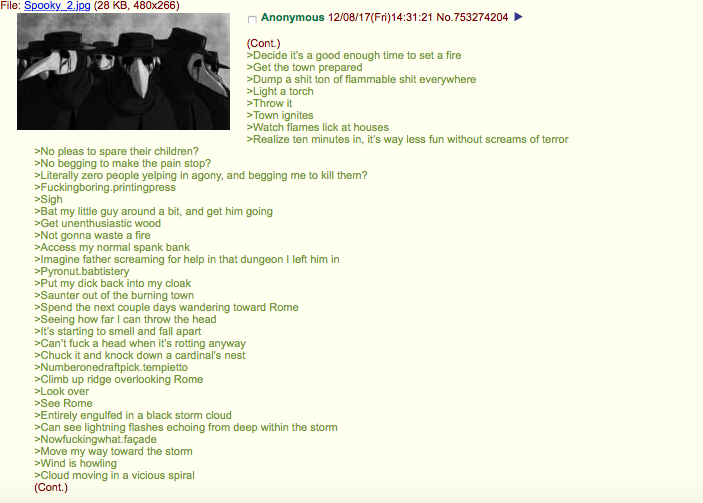 File: Spooky_2.jpg (28 KB, 480x266)
Anonymous 12/08/17(Fri)14:31:21 No.753274204
(Cont.)
>Decide it's a good enough time to set a fire
>Get the town prepared
>Dump a shit ton of flammable shit everywhere
>Light a torch
>Throw it
>Town ignites
>Watch flames lick at houses
>Realize ten minutes in, it's way less fun without screams of terror
>No pleas to spare their children?
>No begging to make the pain stop?
>Literally zero people yelping in agony, and begging me to kill them?
>Fuckingboring.printingpress
>Sigh
>Bat my little guy around a bit, and get him going
>Get unenthusiastic wood
>Not gonna waste a fire
>Access my normal spank bank
>Imagine father screaming for help in that dungeon I left him in
>Pyronut.babtistery
>Put my dick back into my cloak
>Saunter out of the burning town
>Spend the next couple days wandering toward Rome
>Seeing how far I can throw the head
>It's starting to smell and fall apart
>Can't fuck a head when it's rotting anyway
>Chuck it and knock down a cardinal's nest
>Numberonedraftpick.tempietto
>Climb up ridge overlooking Rome
>Look over
>See Rome
>Entirely engulfed in a black storm cloud
>Can see lightning flashes echoing from deep within the storm
>Nowfuckingwhat.façade
>Move my way toward the storm
>Wind is howling
>Cloud moving in a vicious spiral
(Cont.)